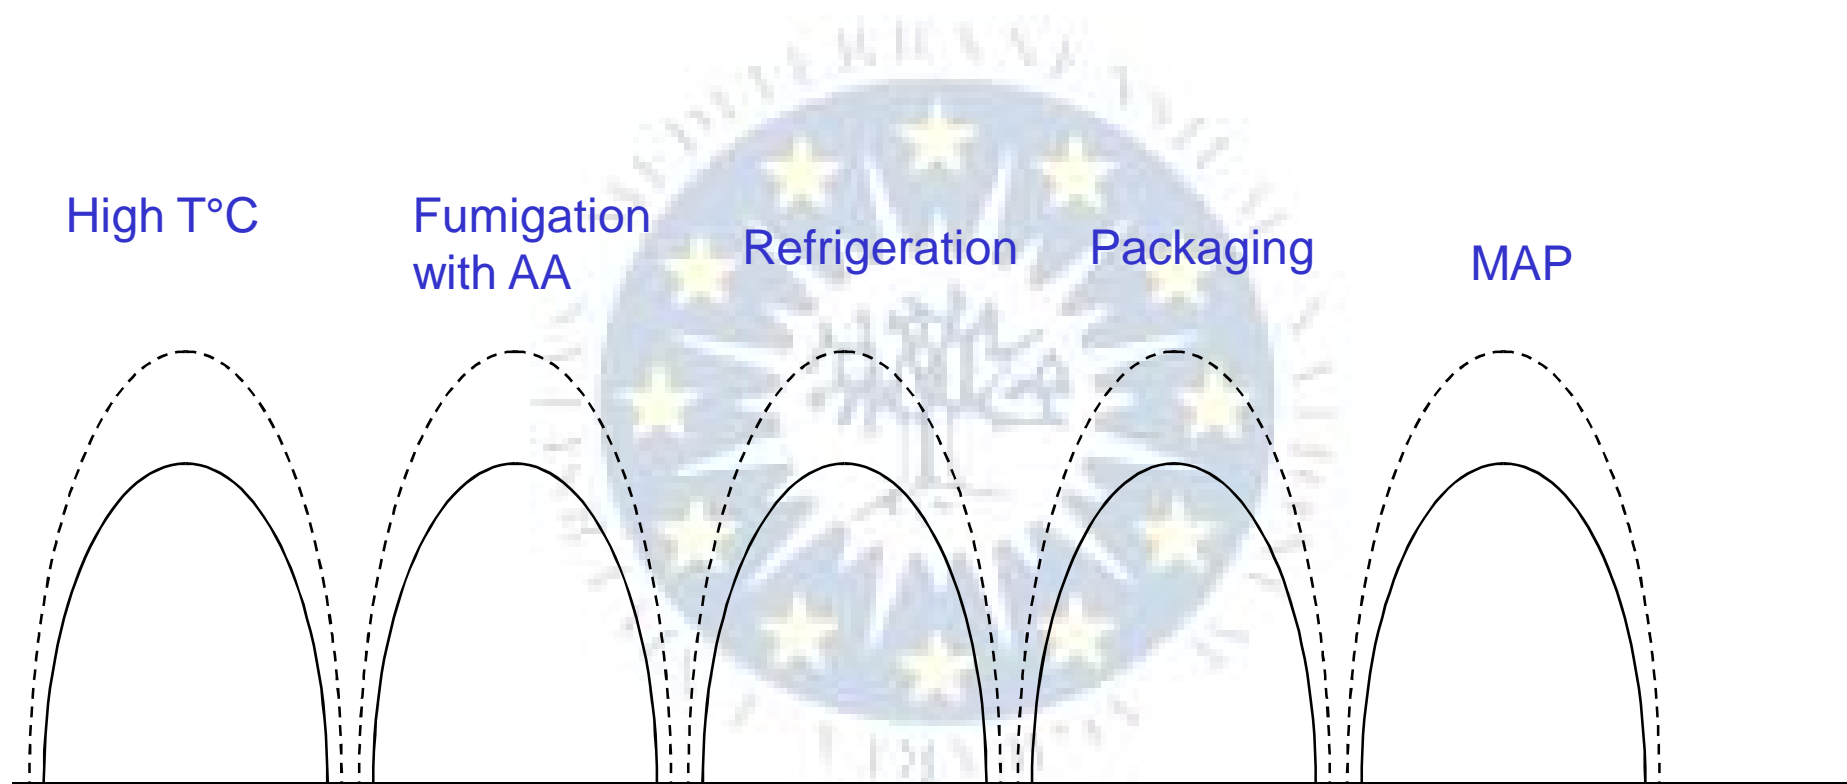 High T°C
Fumigation
with AA
Refrigeration
Packaging
MAP